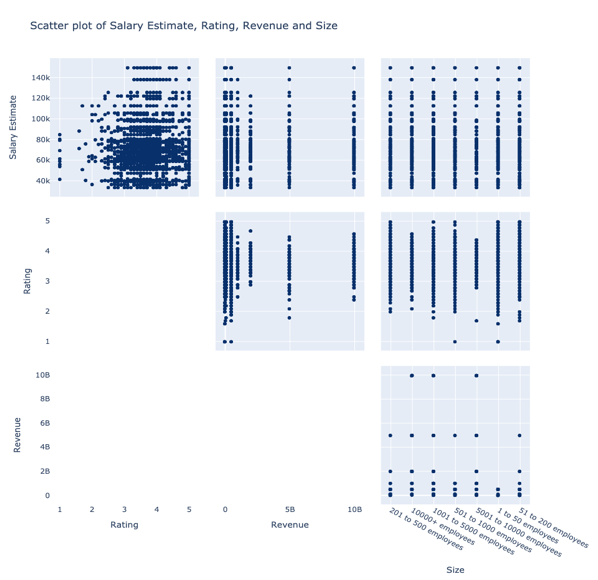 Scatter plot of Salary Estimate, Rating, Revenue and Size
140k
120k
100k
80k
60k
40k
Salary Estimate
5
4
3
2
1
Rating
10B
8B
6B
4B
2B
0
Revenue
1 2 3 4 5
Rating
0 5B 10B
Revenue
201 to 500 employees
10000+ employees
1001 to 5000 employees
501 to 1000 employees
5001 to 10000 employees
1 to 50 employees
51 to 200 employees
Size